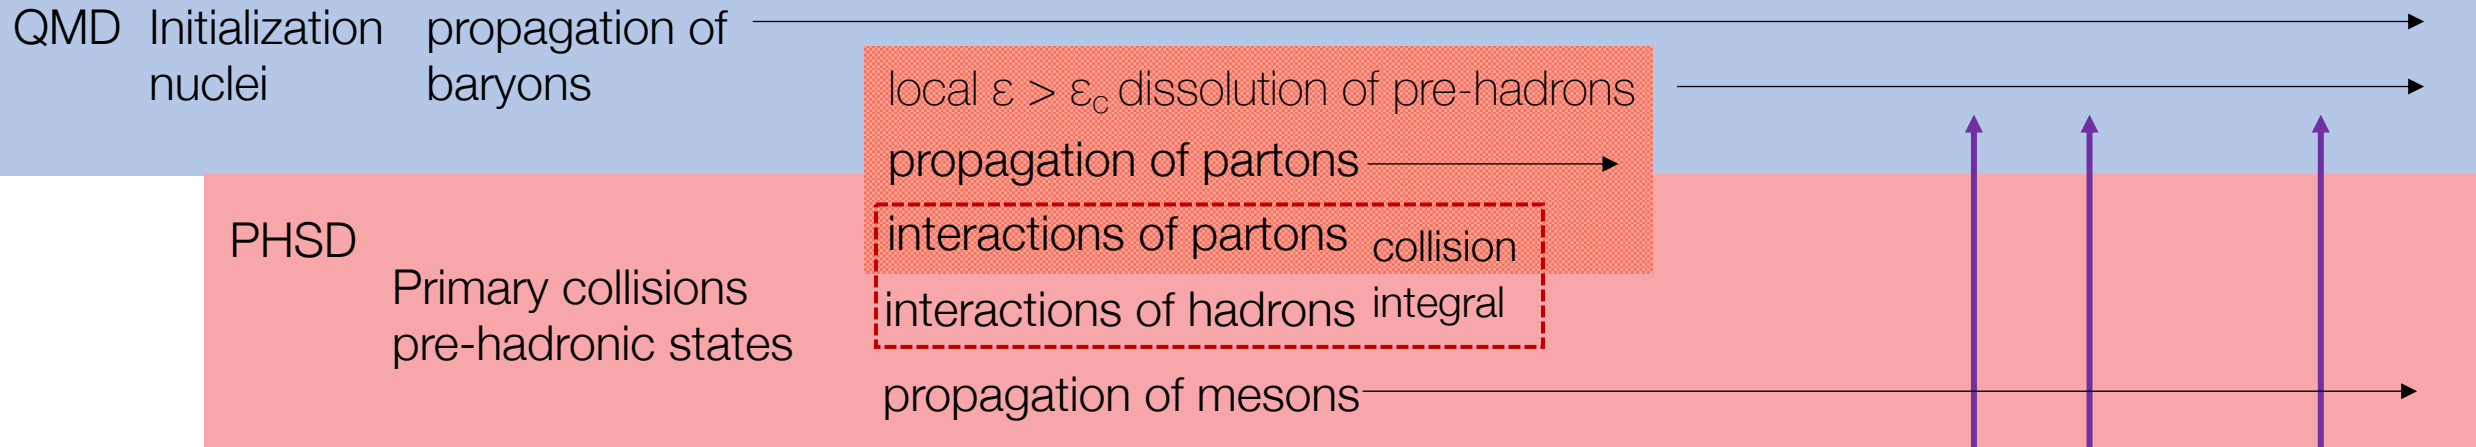 QMD Initialization propagation of
nuclei baryons
local ε > εc dissolution of pre-hadrons
propagation of partons
interactions of partons collision
PHSD
Primary collisions
pre-hadronic states
interactions of hadrons integral
propagation of mesons